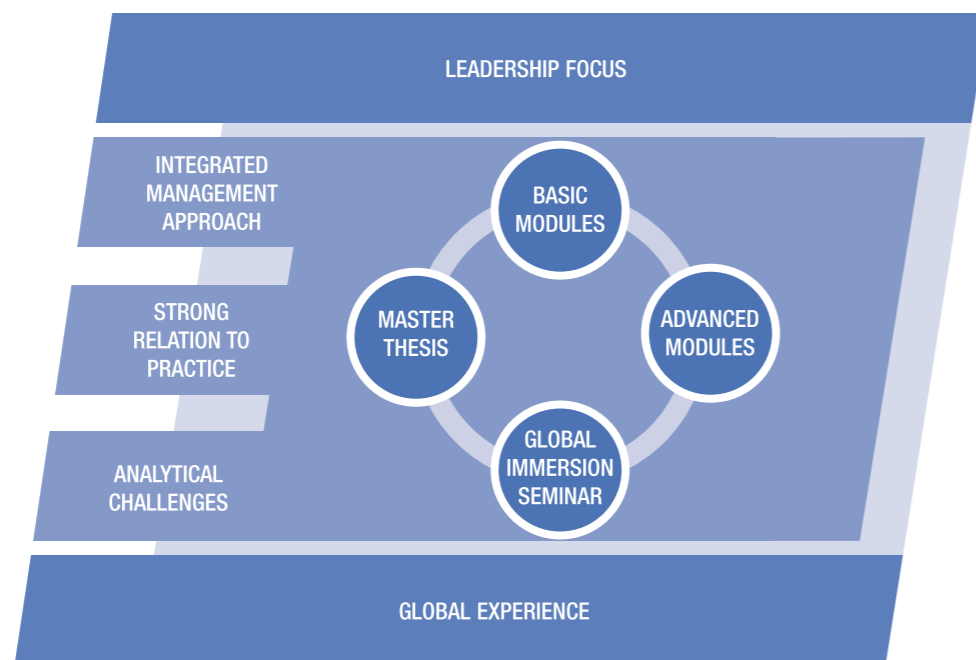 LEADERSHIP FOCUS
INTEGRATED
MANAGEMENT
APPROACH
STRONG
RELATION TO
PRACTICE
ANALYTICAL
CHALLENGES
BASIC
MODULES
MASTER
THESIS
ADVANCED
MODULES
GLOBAL
IMMERSION
SEMINAR
GLOBAL EXPERIENCE